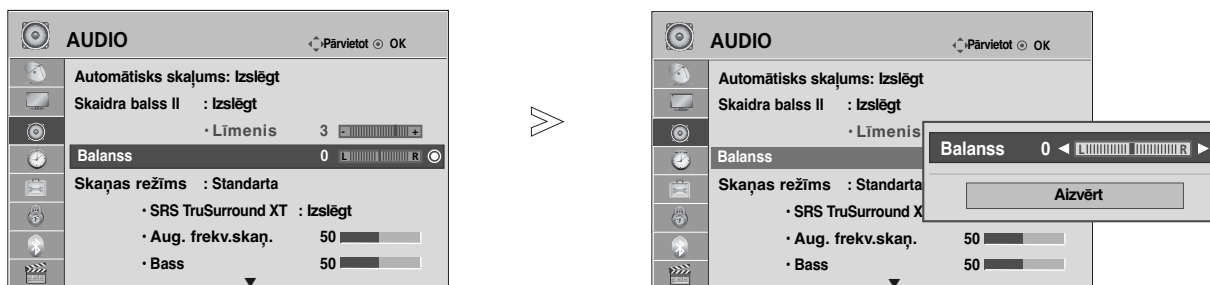 AUDIO
Pārvietot OK
Automātisks skaļums: Izslēgt
Skaidra balss II : Izslēgt
• Līmenis 3 - +
Balanss 0 L R
Skaņas režīms : Standarta
• SRS TruSurround XT : Izslēgt
• Aug. frekv.skaņ. 50
• Bass 50
AUDIO
Pārvietot OK
Automātisks skaļums: Izslēgt
Skaidra balss II : Izslēgt
• Līmenis
Balanss
Skaņas režīms : Standarta
• SRS TruSurround X
• Aug. frekv.skaņ. 50
• Bass 50
Balanss 0 L R
Aizvērt